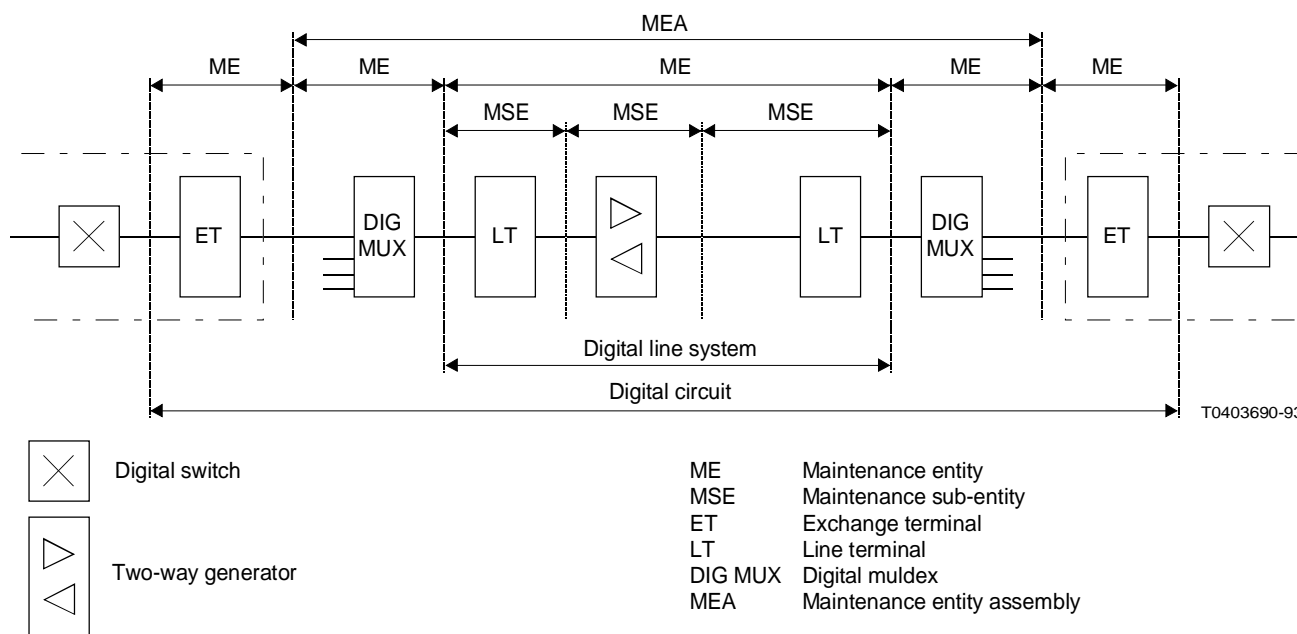 MEA
ME ME ME ME ME
MSE MSE MSE
ET DIG MUX LT LT DIG MUX ET
Digital line system
Digital circuit
T0403690-93
Digital switch
Two-way generator
ME Maintenance entity
MSE Maintenance sub-entity
ET Exchange terminal
LT Line terminal
DIG MUX Digital muldex
MEA Maintenance entity assembly